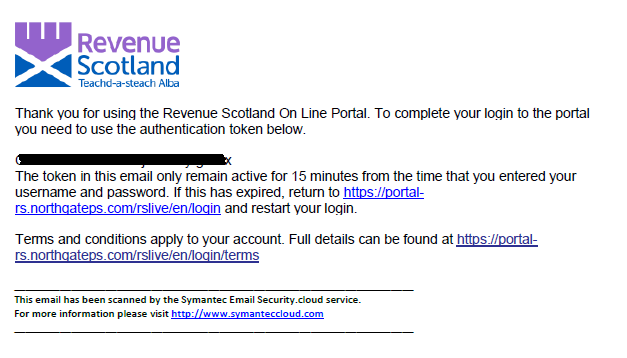 Revenue
Scotland
Teachd-a-steach Alba
Thank you for using the Revenue Scotland On Line Portal. To complete your login to the portal
you need to use the authentication token below.
The token in this email only remain active for 15 minutes from the time that you entered your
username and password. If this has expired, return to https://portal-
rs.northgateps.com/rslive/en/login and restart your login.
Terms and conditions apply to your account. Full details can be found at https://portal-
rs.northgateps.com/rslive/en/login/terms
This email has been scanned by the Symantec Email Security.cloud service.
For more information please visit http://www.symanteccloud.com